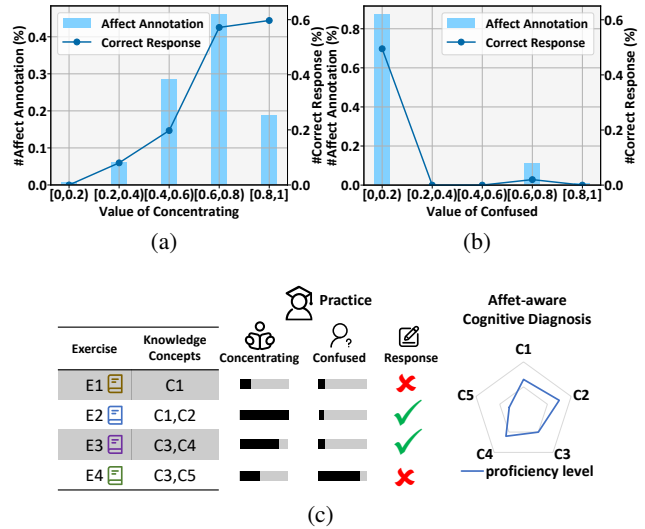 Affect Annotation
Correct Response
#Affect Annotation (%)
0.4
0.3
0.2
0.1
0.0
0.6
0.4
0.2
0.0
#Correct Response (%)
[0,0.2) [0.2,0.4) [0.4,0.6) [0.6,0.8) [0.8,1]
Value of Concentrating
(a)
Affect Annotation
Correct Response
#Affect Annotation (%)
0.8
0.6
0.4
0.2
0.0
0.6
0.4
0.2
0.0
#Correct Response (%)
[0,0.2) [0.2,0.4) [0.4,0.6) [0.6,0.8) [0.8,1]
Value of Confused
(b)
Practice
Exercise Knowledge Concepts Concentrating Confused Response
E1 C1
E2 C1,C2
E3 C3,C4
E4 C3,C5
Affet-aware
Cognitive Diagnosis
C1
C5 C2
C4 C3
proficiency level
(c)